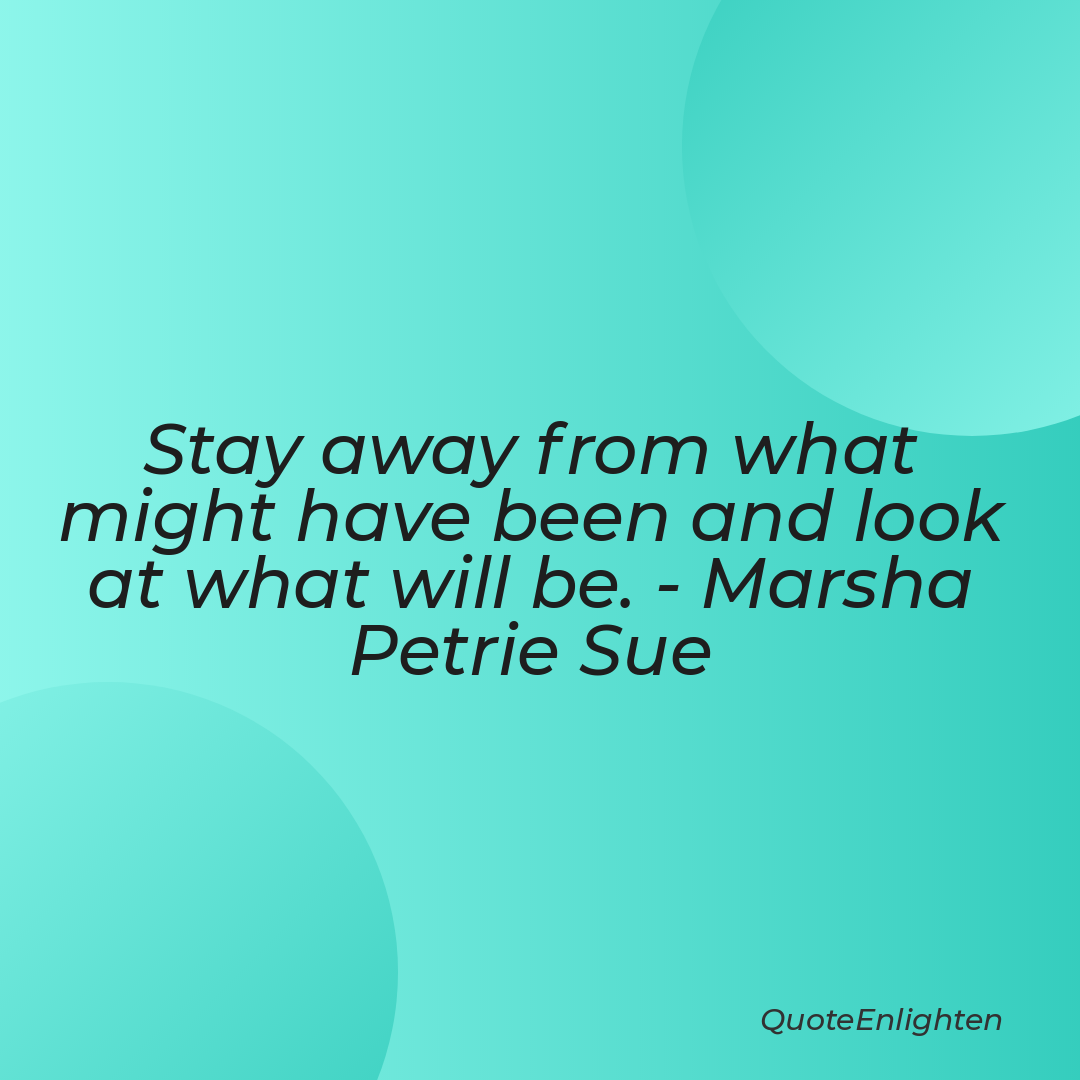 Stay away from what
might have been and look
at what will be. - Marsha
Petrie Sue
QuoteEnlighten